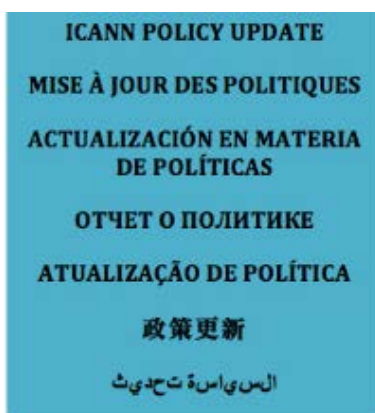 ICANN POLICY UPDATE
MISE À JOUR DES POLITIQUES
ACTUALIZACIÓN EN MATERIA
DE POLÍTICAS
ОТЧЕТ О ПОЛИТИКЕ
ATUALIZAÇÃO DE POLÍTICA
政策更新
السياسة تحديث